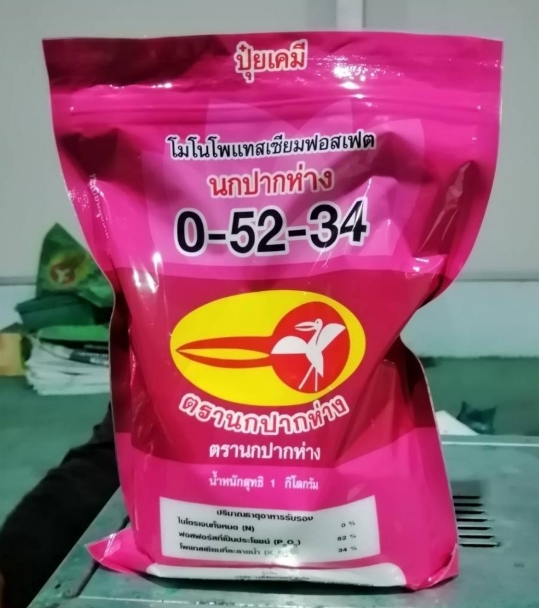 ปุ๋ยเคมี
โมโนโพแทสเซียมฟอสเฟต
นกปากห่าง
0-52-34
ตรานกปากห่าง
ตรานกปากห่าง
น้ำหนักสุทธิ 1 กิโลกรัม
ปริมาณธาตุอาหารรับรอง
ไนโตรเจนทั้งหมด (N) 0 %
ฟอสฟอรัสที่เป็นประโยชน์ (P₂O₅) 52 %
โพแทสเซียมที่ละลายน้ำ 34 %